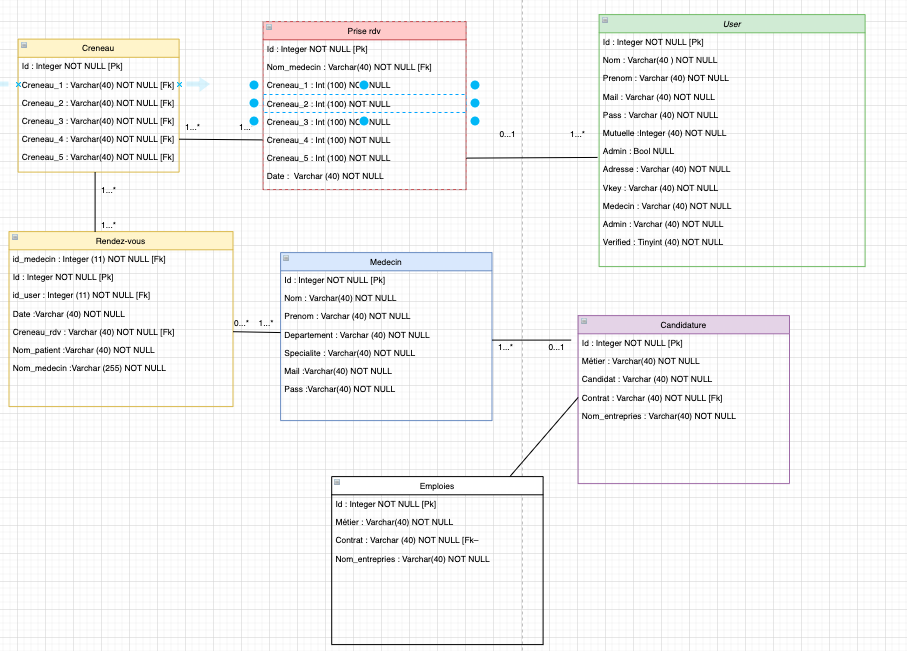 Creneau
Id : Integer NOT NULL [Pk]
Creneau_1 : Varchar(40) NOT NULL [Fk]
Creneau_2 : Varchar(40) NOT NULL [Fk]
Creneau_3 : Varchar(40) NOT NULL [Fk]
Creneau_4 : Varchar(40) NOT NULL [Fk]
Creneau_5 : Varchar(40) NOT NULL [Fk]
1...*
1...
Prise rdv
Id : Integer NOT NULL [Pk]
Nom_medecin : Varchar(40) NOT NULL [Fk]
Creneau_1 : Int (100) NOT NULL
Creneau_2 : Int (100) NOT NULL
Creneau_3 : Int (100) NOT NULL
Creneau_4 : Int (100) NOT NULL
Creneau_5 : Int (100) NOT NULL
Date : Varchar (40) NOT NULL
0...1
1...*
User
Id : Integer NOT NULL [Pk]
Nom : Varchar(40 ) NOT NULL
Prenom : Varchar(40) NOT NULL
Mail : Varchar (40) NOT NULL
Pass : Varchar (40) NOT NULL
Mutuelle :Integer (40) NOT NULL
Admin : Bool NULL
Adresse : Varchar (40) NOT NULL
Vkey : Varchar (40) NOT NULL
Medecin : Varchar (40) NOT NULL
Admin : Varchar (40) NOT NULL
Verified : Tinyint (40) NOT NULL
1...*
1...*
Rendez-vous
id_medecin : Integer (11) NOT NULL [Fk]
Id : Integer NOT NULL [Pk]
id_user : Integer (11) NOT NULL [Fk]
Date :Varchar (40) NOT NULL
Creneau_rdv : Varchar (40) NOT NULL [Fk]
Nom_patient :Varchar (40) NOT NULL
Nom_medecin :Varchar (255) NOT NULL
0...*
1...*
Medecin
Id : Integer NOT NULL [Pk]
Nom : Varchar(40) NOT NULL
Prenom : Varchar(40) NOT NULL
Departement : Varchar(40) NOT NULL
Specialite : Varchar(40) NOT NULL
Mail :Varchar(40) NOT NULL
Pass :Varchar(40) NOT NULL
1...*
0...1
Candidature
Id : Integer NOT NULL [Pk]
Métier : Varchar(40) NOT NULL
Candidat : Varchar (40) NOT NULL
Contrat : Varchar (40) NOT NULL [Fk]
Nom_entrepries : Varchar(40) NOT NULL
Emploies
Id : Integer NOT NULL [Pk]
Métier : Varchar(40) NOT NULL
Contrat : Varchar (40) NOT NULL [Fk–
Nom_entrepries : Varchar(40) NOT NULL